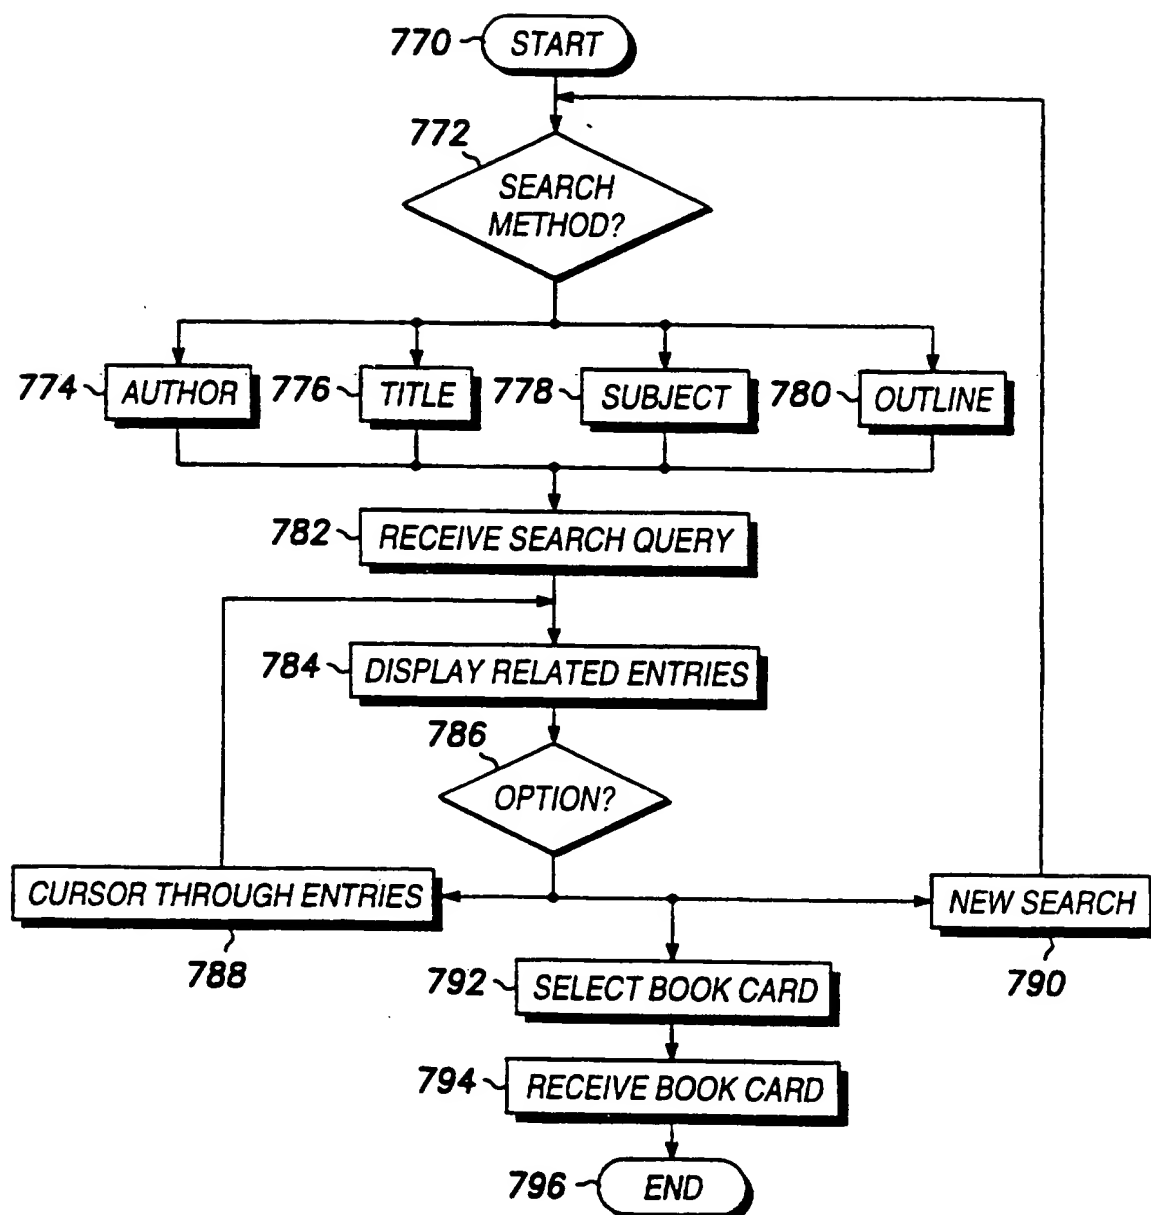 770 START
772
SEARCH
METHOD?
774 AUTHOR 776 TITLE 778 SUBJECT 780 OUTLINE
782 RECEIVE SEARCH QUERY
784 DISPLAY RELATED ENTRIES
786
OPTION?
CURSOR THROUGH ENTRIES NEW SEARCH
788 790
792 SELECT BOOK CARD
794 RECEIVE BOOK CARD
796 END